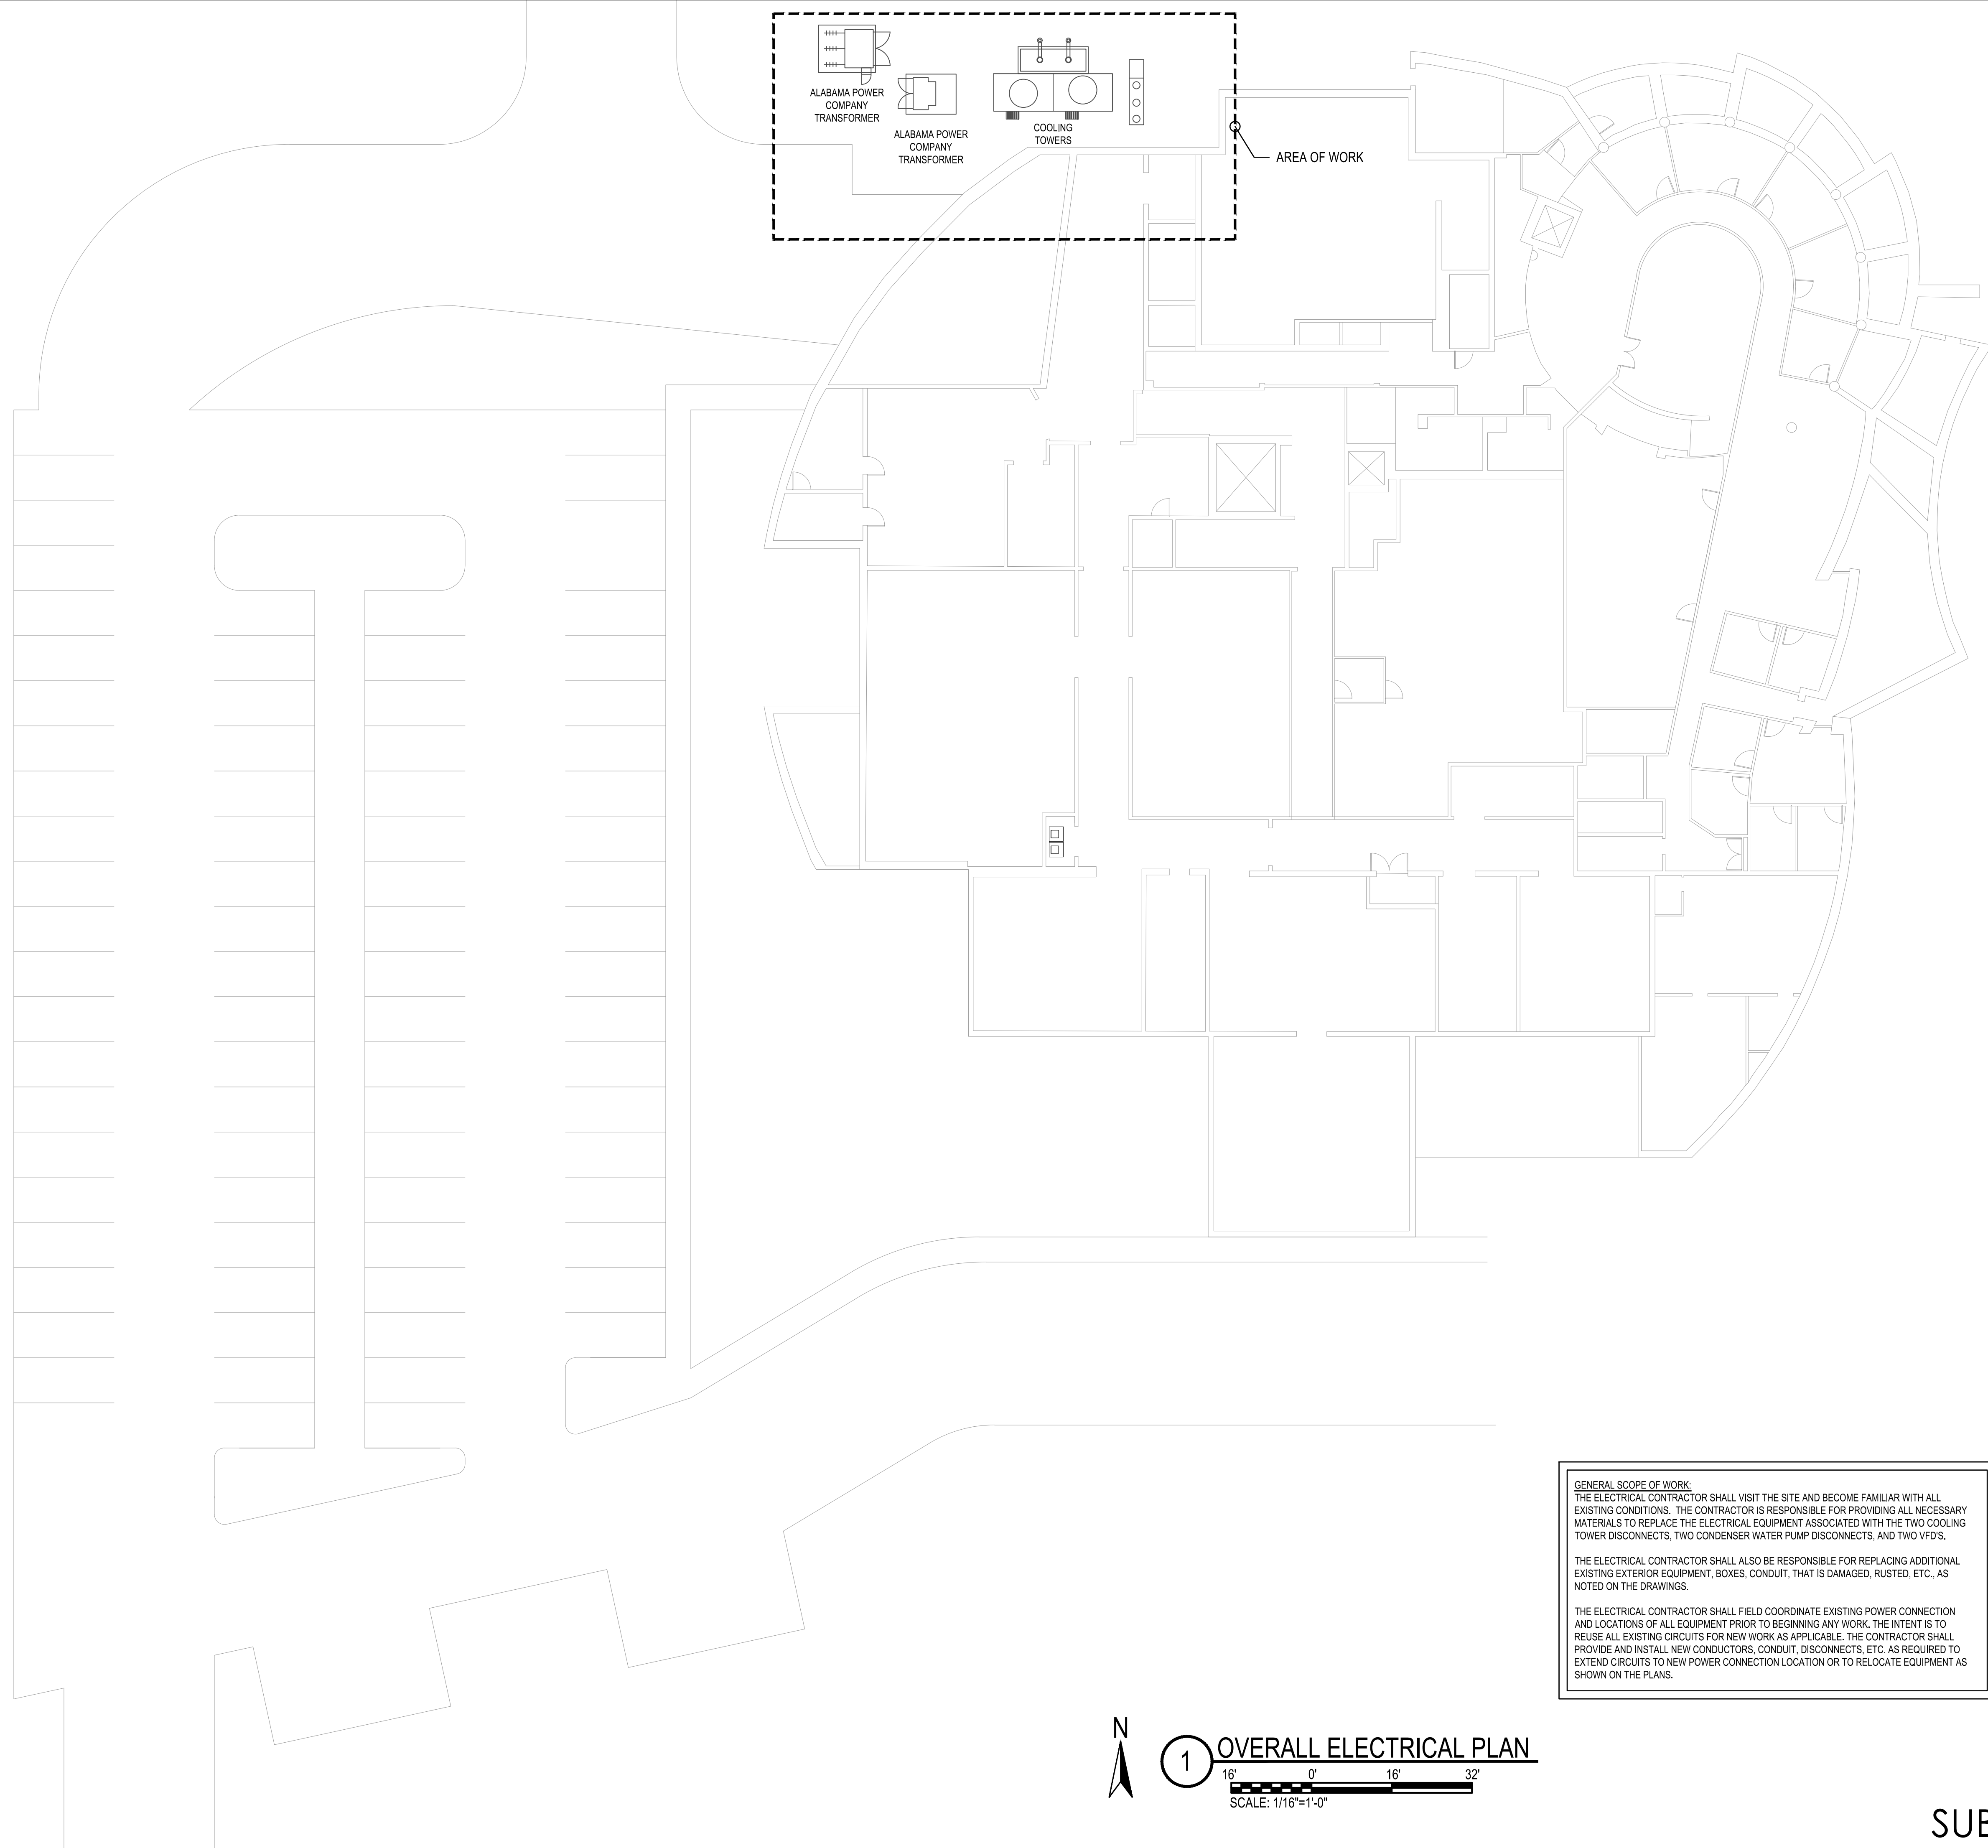 ALABAMA POWER
COMPANY
TRANSFORMER
ALABAMA POWER
COMPANY
TRANSFORMER
COOLING
TOWERS
AREA OF WORK
GENERAL SCOPE OF WORK:
THE ELECTRICAL CONTRACTOR SHALL VISIT THE SITE AND BECOME FAMILIAR WITH ALL
EXISTING CONDITIONS. THE CONTRACTOR IS RESPONSIBLE FOR PROVIDING ALL NECESSARY
MATERIALS TO REPLACE THE ELECTRICAL EQUIPMENT ASSOCIATED WITH THE TWO COOLING
TOWER DISCONNECTS, TWO CONDENSER WATER PUMP DISCONNECTS, AND TWO VFD'S.
THE ELECTRICAL CONTRACTOR SHALL ALSO BE RESPONSIBLE FOR REPLACING ADDITIONAL
EXISTING EXTERIOR EQUIPMENT, BOXES, CONDUIT, THAT IS DAMAGED, RUSTED, ETC., AS
NOTED ON THE DRAWINGS.
THE ELECTRICAL CONTRACTOR SHALL FIELD COORDINATE EXISTING POWER CONNECTION
AND LOCATIONS OF ALL EQUIPMENT PRIOR TO BEGINNING ANY WORK. THE INTENT IS TO
REUSE ALL EXISTING CIRCUITS FOR NEW WORK AS APPLICABLE. THE CONTRACTOR SHALL
PROVIDE AND INSTALL NEW CONDUCTORS, CONDUIT, DISCONNECTS, ETC. AS REQUIRED TO
EXTEND CIRCUITS TO NEW POWER CONNECTION LOCATION OR TO RELOCATE EQUIPMENT AS
SHOWN ON THE PLANS.
N
1 OVERALL ELECTRICAL PLAN
16' 0' 16' 32'
SCALE: 1/16"=1'-0"